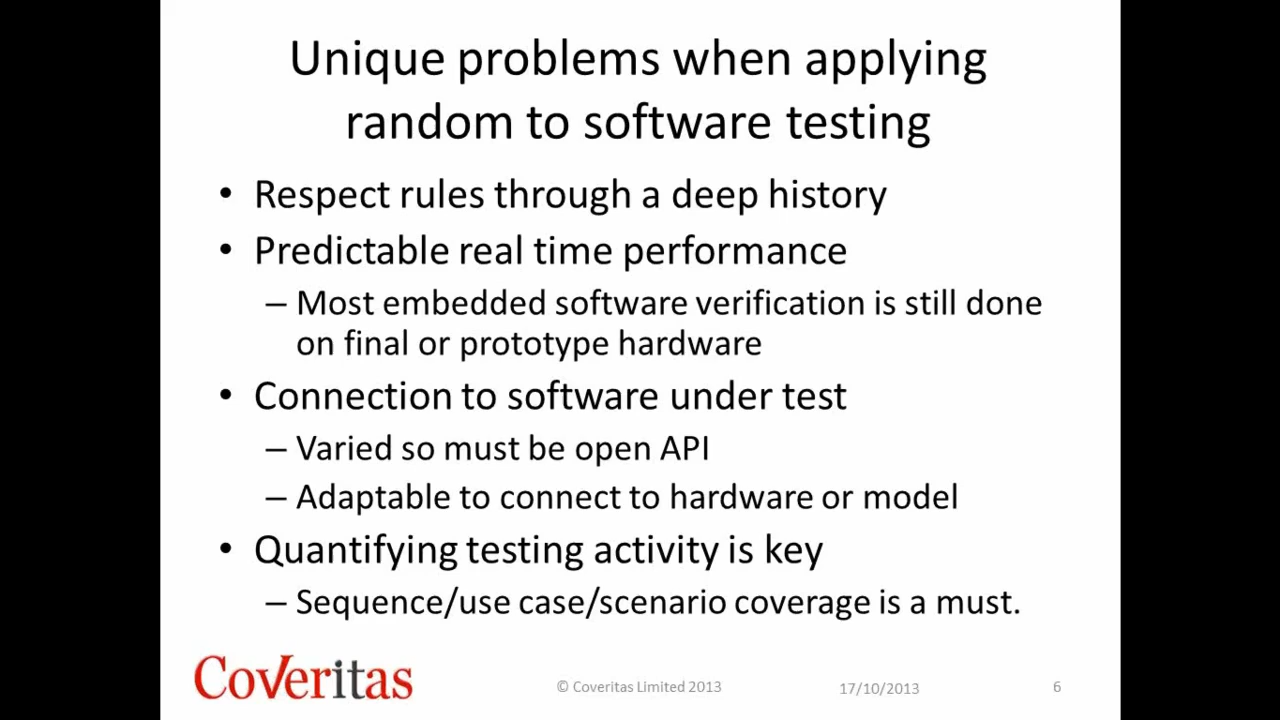 Unique problems when applying
random to software testing
• Respect rules through a deep history
• Predictable real time performance
– Most embedded software verification is still done
on final or prototype hardware
• Connection to software under test
– Varied so must be open API
– Adaptable to connect to hardware or model
• Quantifying testing activity is key
– Sequence/use case/scenario coverage is a must.
CoVeritas
© Coveritas Limited 2013
17/10/2013
6